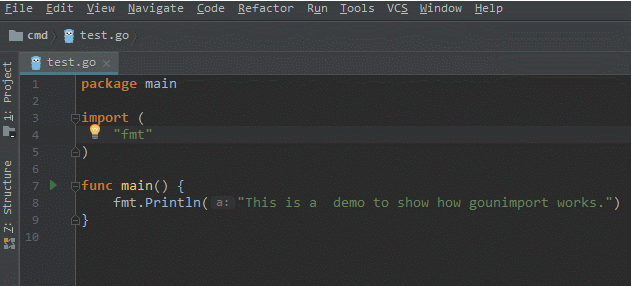 File Edit View Navigate Code Refactor Run Tools VCS Window Help
cmd test.go
test.go
1: Project
Z: Structure
1 package main
2
3 import (
4 "fmt"
5 )
6
7 func main() {
8 fmt.Println( a: "This is a  demo to show how gounimport works.")
9 }
10